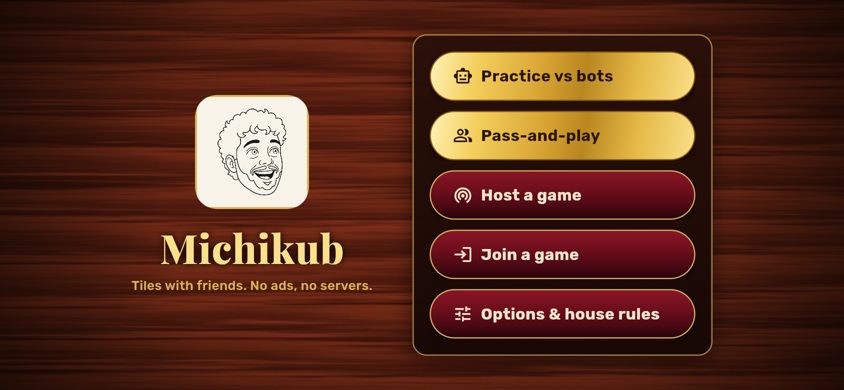 Michikub
Tiles with friends. No ads, no servers.
Practice vs bots
Pass-and-play
Host a game
Join a game
Options & house rules